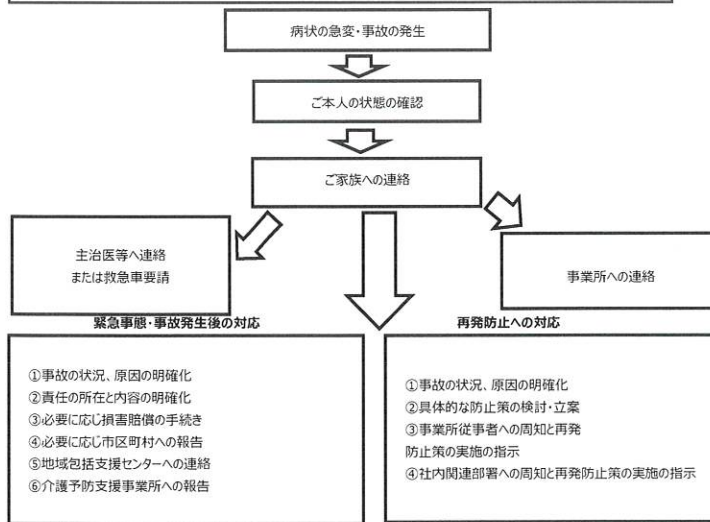 病状の急変・事故の発生
ご本人の状態の確認
ご家族への連絡
主治医等へ連絡
または救急車要請
事業所への連絡
緊急事態・事故発生後の対応
①事故の状況、原因の明確化
②責任の所在と内容の明確化
③必要に応じ損害賠償の手続き
④必要に応じ市区町村への報告
⑤地域包括支援センターへの連絡
⑥介護予防支援事業所への報告
再発防止への対応
①事故の状況、原因の明確化
②具体的な防止策の検討・立案
③事業所従事者への周知と再発
防止策の実施の指示
④社内関連部署への周知と再発防止策の実施の指示